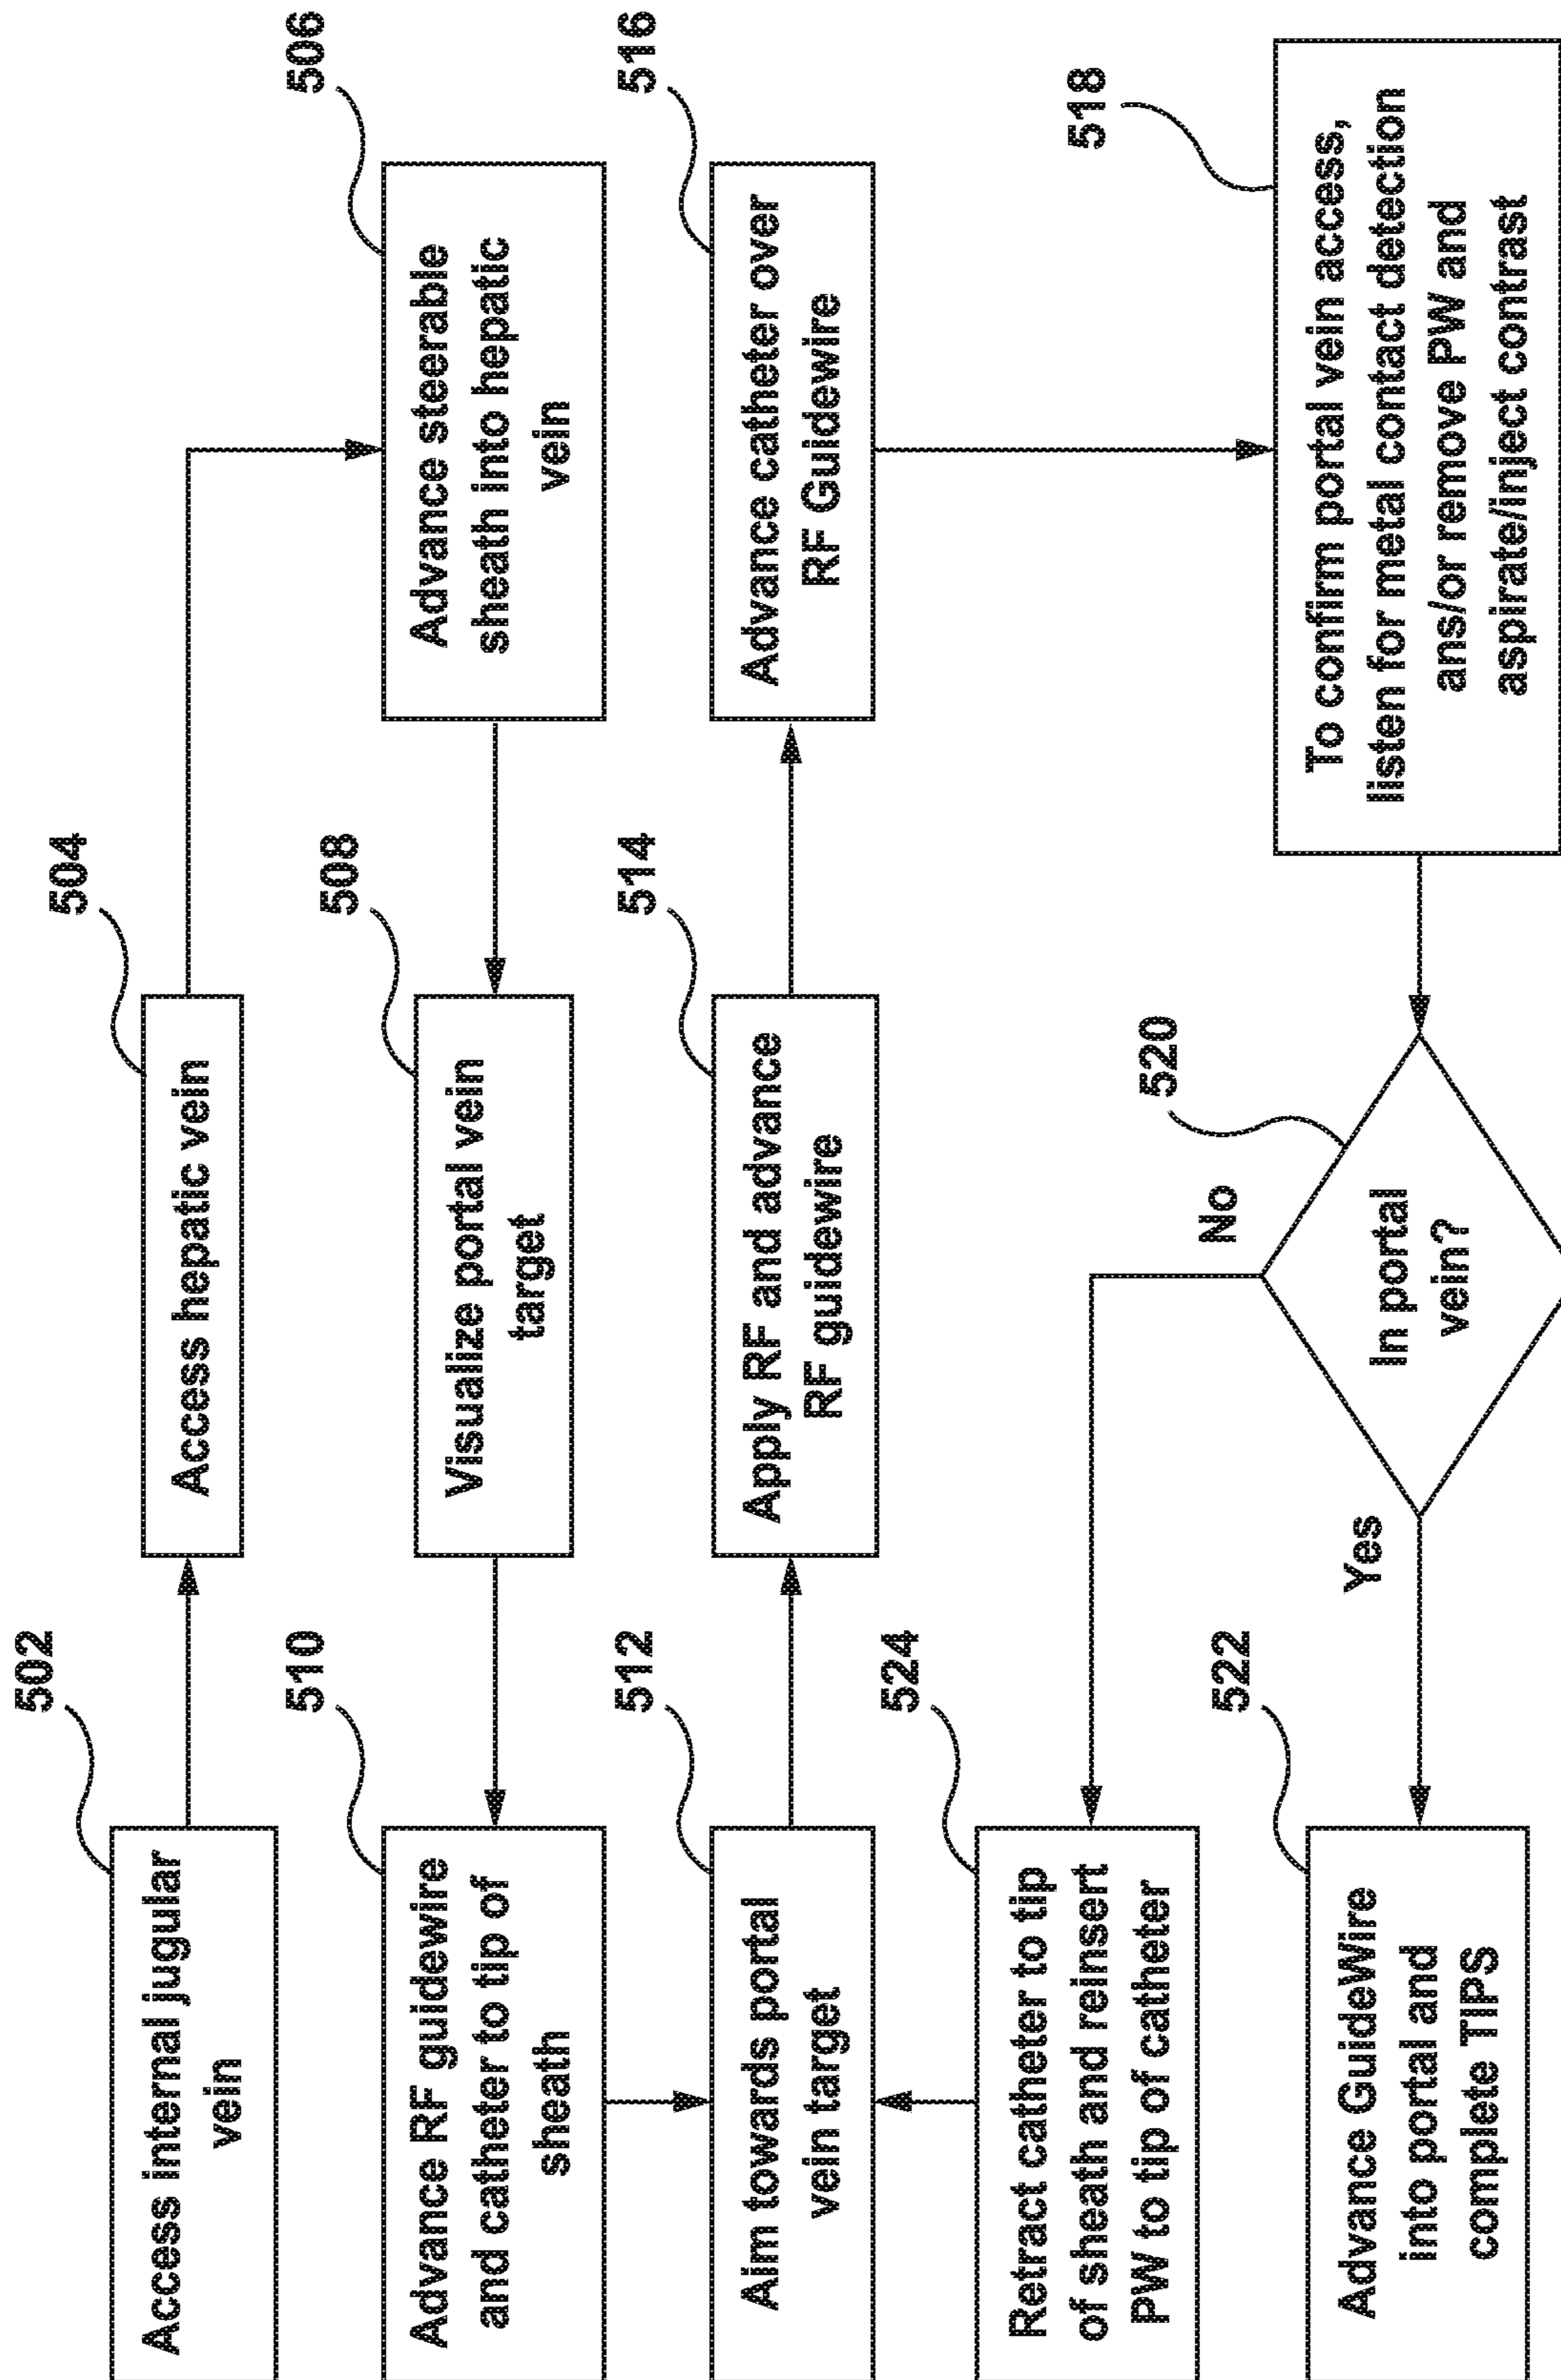 502
Access internal jugular
vein
504
Access hepatic vein
506
Advance steerable
sheath into hepatic
vein
508
Visualize portal vein
target
510
Advance RF guidewire
and catheter to tip of
sheath
512
Aim towards portal
vein target
514
Apply RF and advance
RF guidewire
516
Advance catheter over
RF Guidewire
518
To confirm portal vein access,
listen for metal contact detection
ans/or remove PW and
aspirate/inject contrast
520
In portal
vein?
No
Yes
524
Retract catheter to tip
of sheath and reinsert
PW to tip of catheter
522
Advance GuideWire
into portal and
complete TIPS